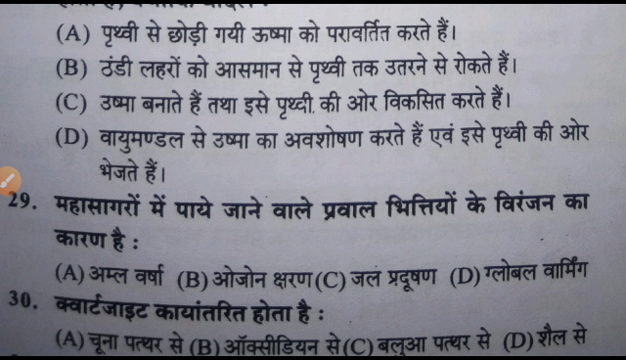 (A) पृथ्वी से छोड़ी गयी ऊष्मा को परावर्तित करते हैं।
(B) ठंडी लहरों को आसमान से पृथ्वी तक उतरने से रोकते हैं।
(C) उष्मा बनाते हैं तथा इसे पृथ्वी की ओर विकसित करते हैं।
(D) वायुमण्डल से उष्मा का अवशोषण करते हैं एवं इसे पृथ्वी की ओर
भेजते हैं।
29. महासागरों में पाये जाने वाले प्रवाल भित्तियों के विरंजन का
कारण है :
(A) अम्ल वर्षा (B) ओजोन क्षरण (C) जल प्रदूषण (D) ग्लोबल वार्मिंग
30. क्वार्टजाइट कायांतरित होता है :
(A) चूना पत्थर से (B) ऑक्सीडियन से (C) बलुआ पत्थर से (D) शैल से